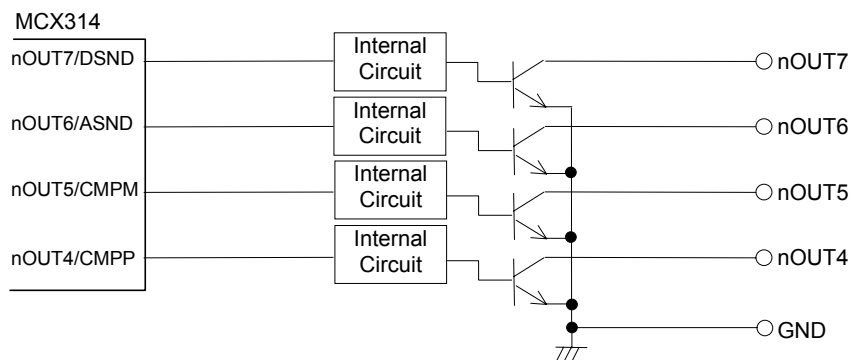 MCX314
nOUT7/DSND
Internal
Circuit
nOUT7
nOUT6/ASND
Internal
Circuit
nOUT6
nOUT5/CMPM
Internal
Circuit
nOUT5
nOUT4/CMPP
Internal
Circuit
nOUT4
GND